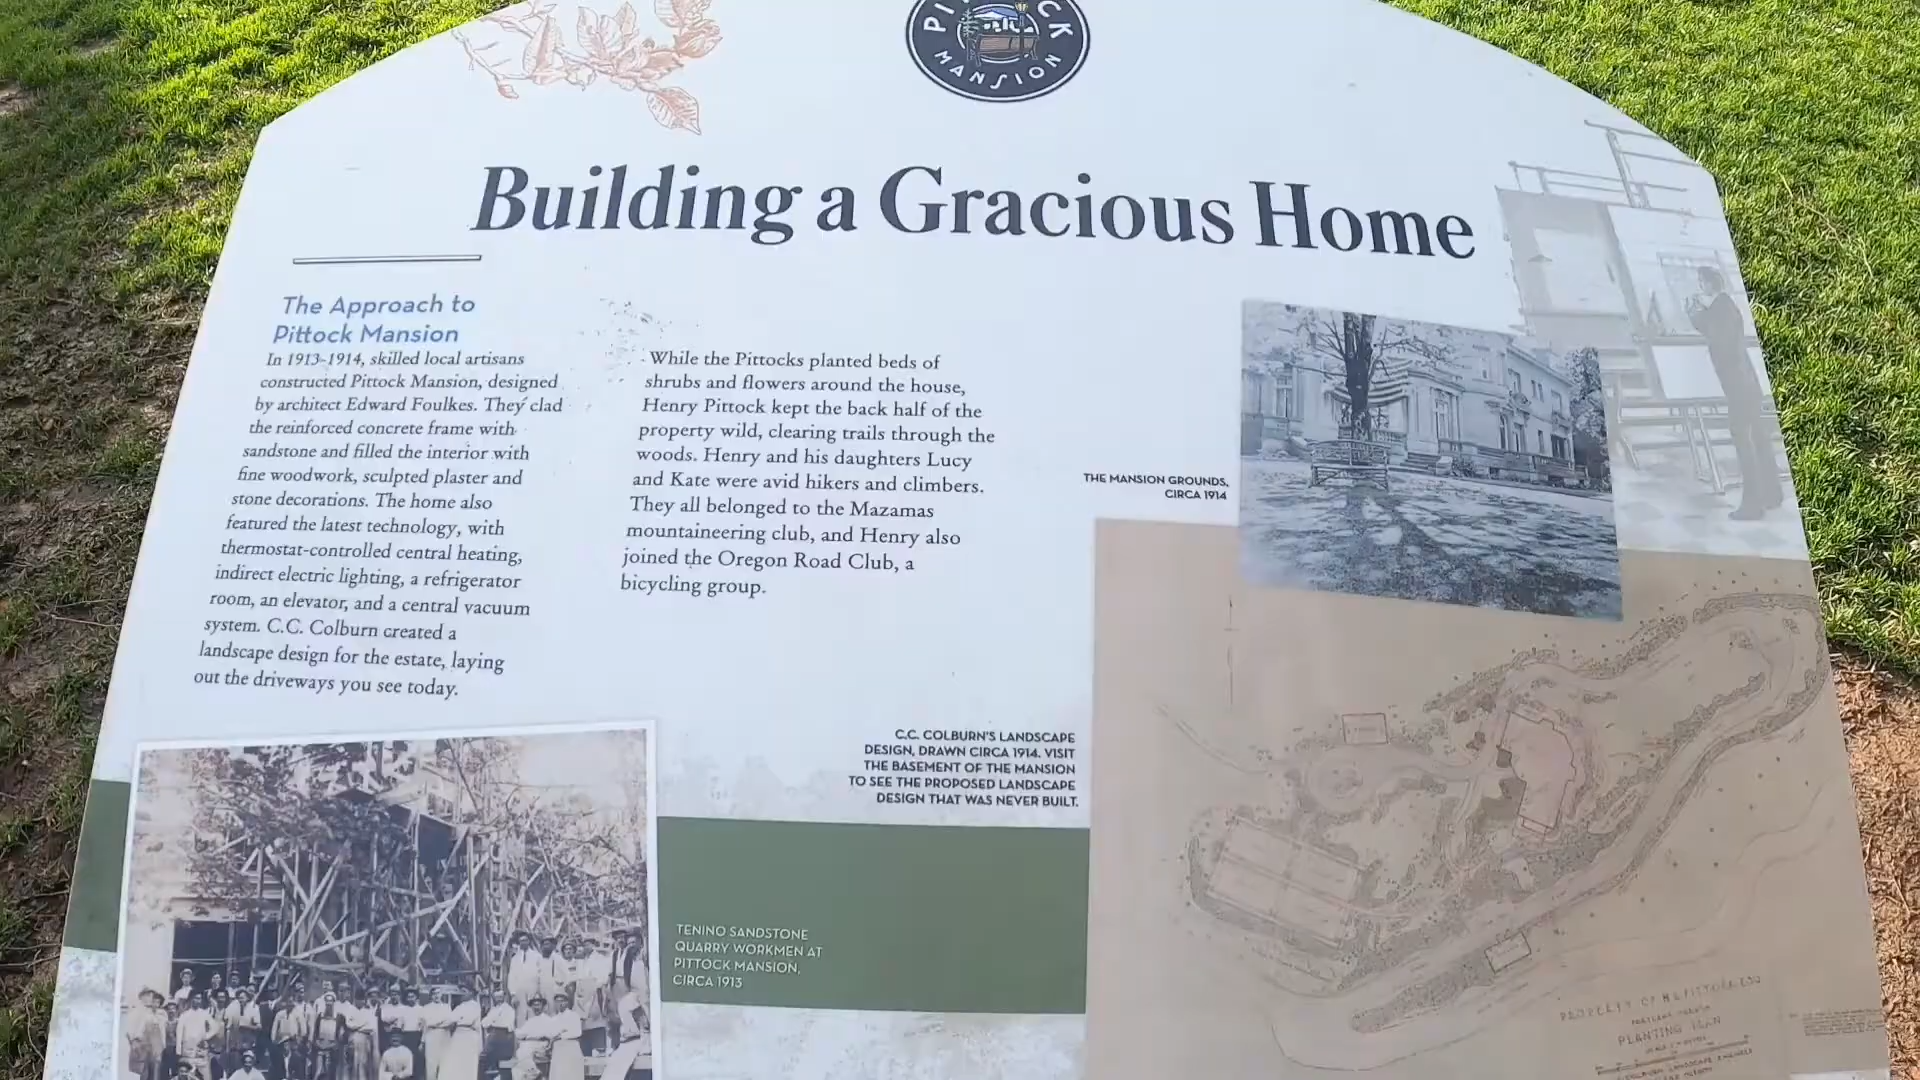 PITTOCK
MANSION
Building a Gracious Home
The Approach to
Pittock Mansion
In 1913-1914, skilled local artisans
constructed Pittock Mansion, designed
by architect Edward Foulkes. They clad
the reinforced concrete frame with
sandstone and filled the interior with
fine woodwork, sculpted plaster and
stone decorations. The home also
featured the latest technology, with
thermostat-controlled central heating,
indirect electric lighting, a refrigerator
room, an elevator, and a central vacuum
system. C.C. Colburn created a
landscape design for the estate, laying
out the driveways you see today.
While the Pittocks planted beds of
shrubs and flowers around the house,
Henry Pittock kept the back half of the
property wild, clearing trails through the
woods. Henry and his daughters Lucy
and Kate were avid hikers and climbers.
They all belonged to the Mazamas
mountaineering club, and Henry also
joined the Oregon Road Club, a
bicycling group.
THE MANSION GROUNDS,
CIRCA 1914
C.C. COLBURN'S LANDSCAPE
DESIGN, DRAWN CIRCA 1914. VISIT
THE BASEMENT OF THE MANSION
TO SEE THE PROPOSED LANDSCAPE
DESIGN THAT WAS NEVER BUILT.
TENINO SANDSTONE
QUARRY WORKMEN AT
PITTOCK MANSION,
CIRCA 1913
PROPERTY OF H.L. PITTOCK ESQ
PORTLAND OREGON
PLANTING PLAN